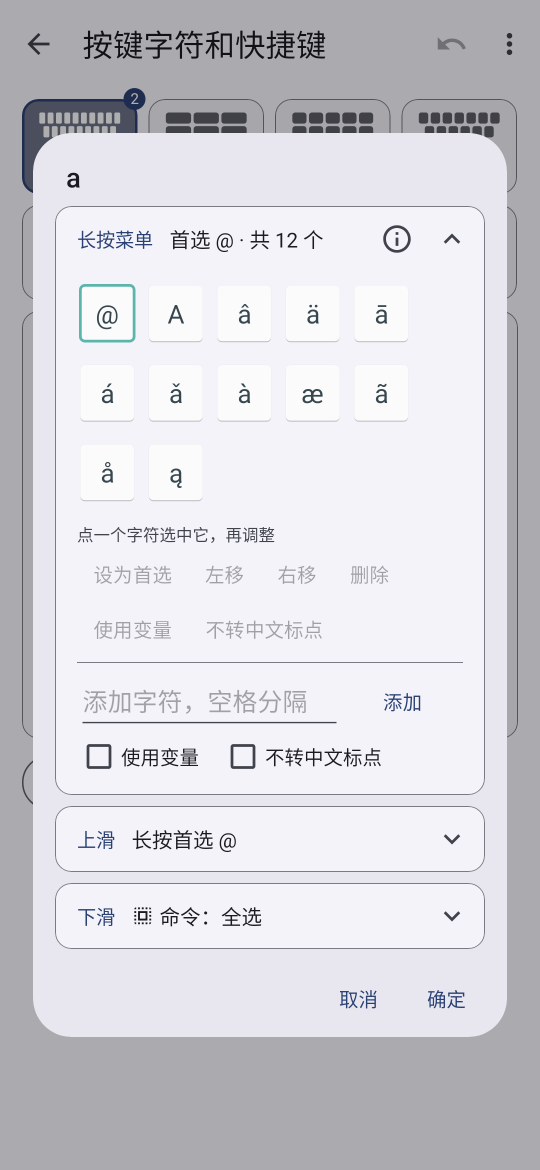 按键字符和快捷键
2
a
长按菜单 首选 @ · 共 12 个
@ A â ä ā
á ǎ à æ ã
å ą
点一个字符选中它，再调整
设为首选 左移 右移 删除
使用变量 不转中文标点
添加字符，空格分隔 添加
使用变量 不转中文标点
上滑 长按首选 @
下滑 命令：全选
取消 确定